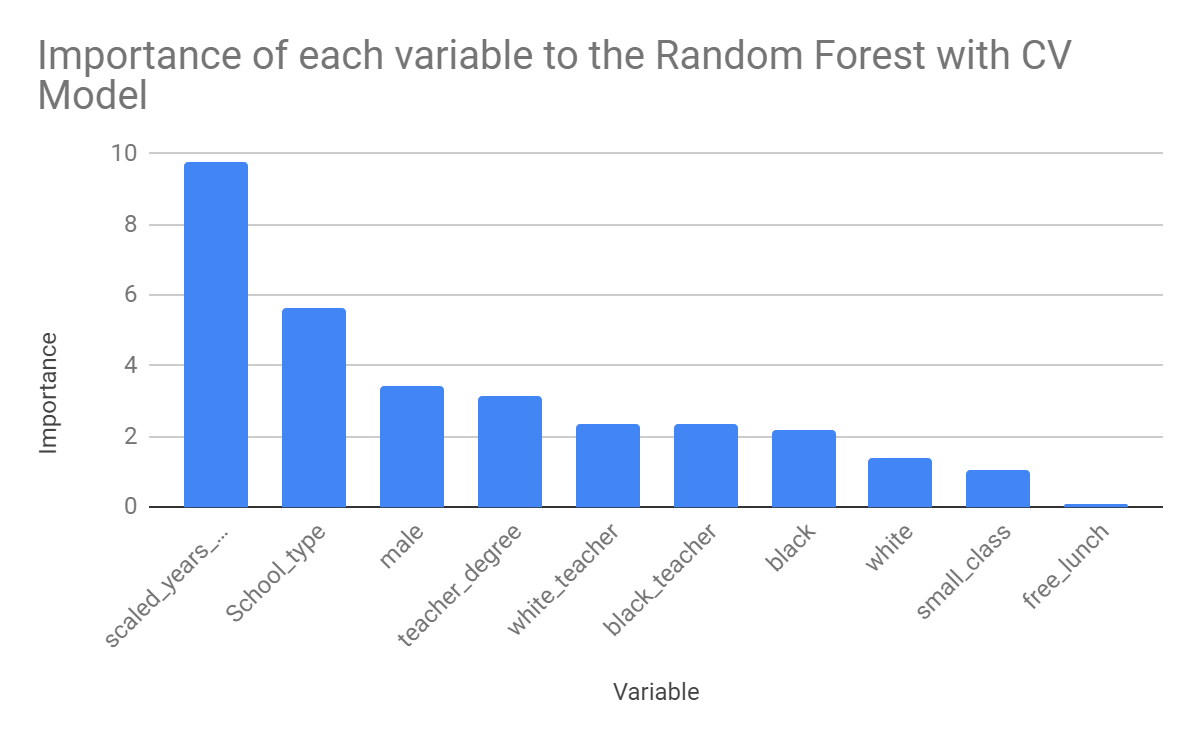 Importance of each variable to the Random Forest with CV
Model
10
8
6
4
2
0
Importance
scaled_years_...
School_type
male
teacher_degree
white_teacher
black_teacher
black
white
small_class
free_lunch
Variable